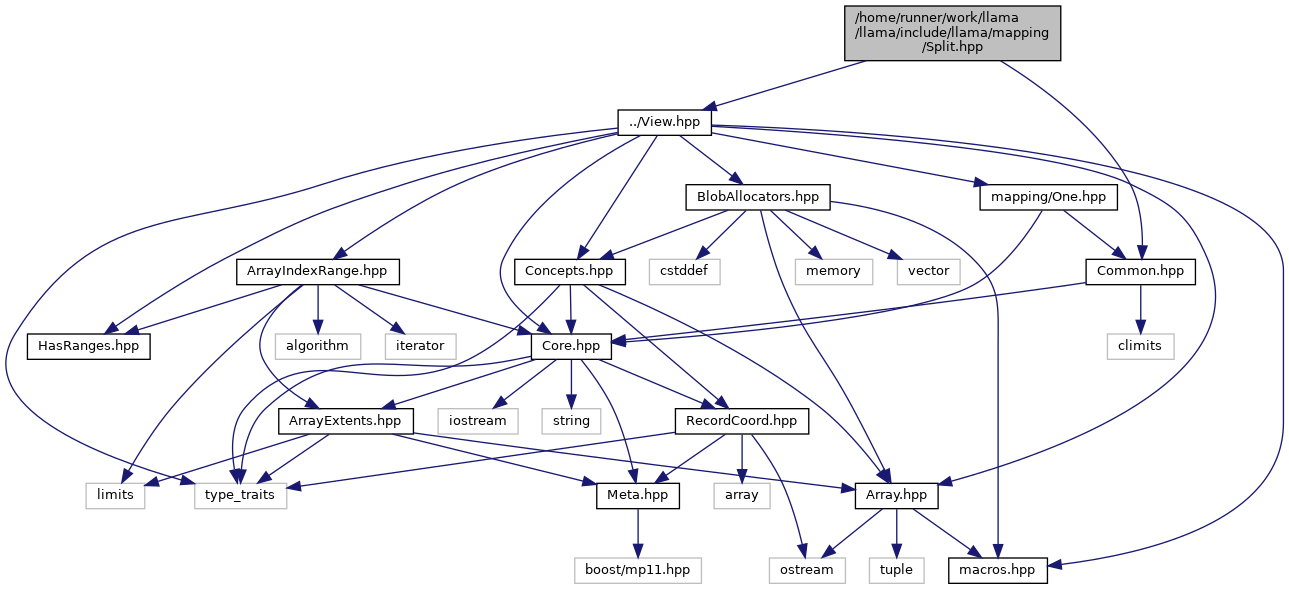 /home/runner/work/llama
/llama/include/llama/mapping
/Split.hpp
../View.hpp
BlobAllocators.hpp
mapping/One.hpp
ArrayIndexRange.hpp
Concepts.hpp
cstddef
memory
vector
Common.hpp
HasRanges.hpp
algorithm
iterator
Core.hpp
climits
ArrayExtents.hpp
iostream
string
RecordCoord.hpp
limits
type_traits
Meta.hpp
array
Array.hpp
boost/mp11.hpp
ostream
tuple
macros.hpp